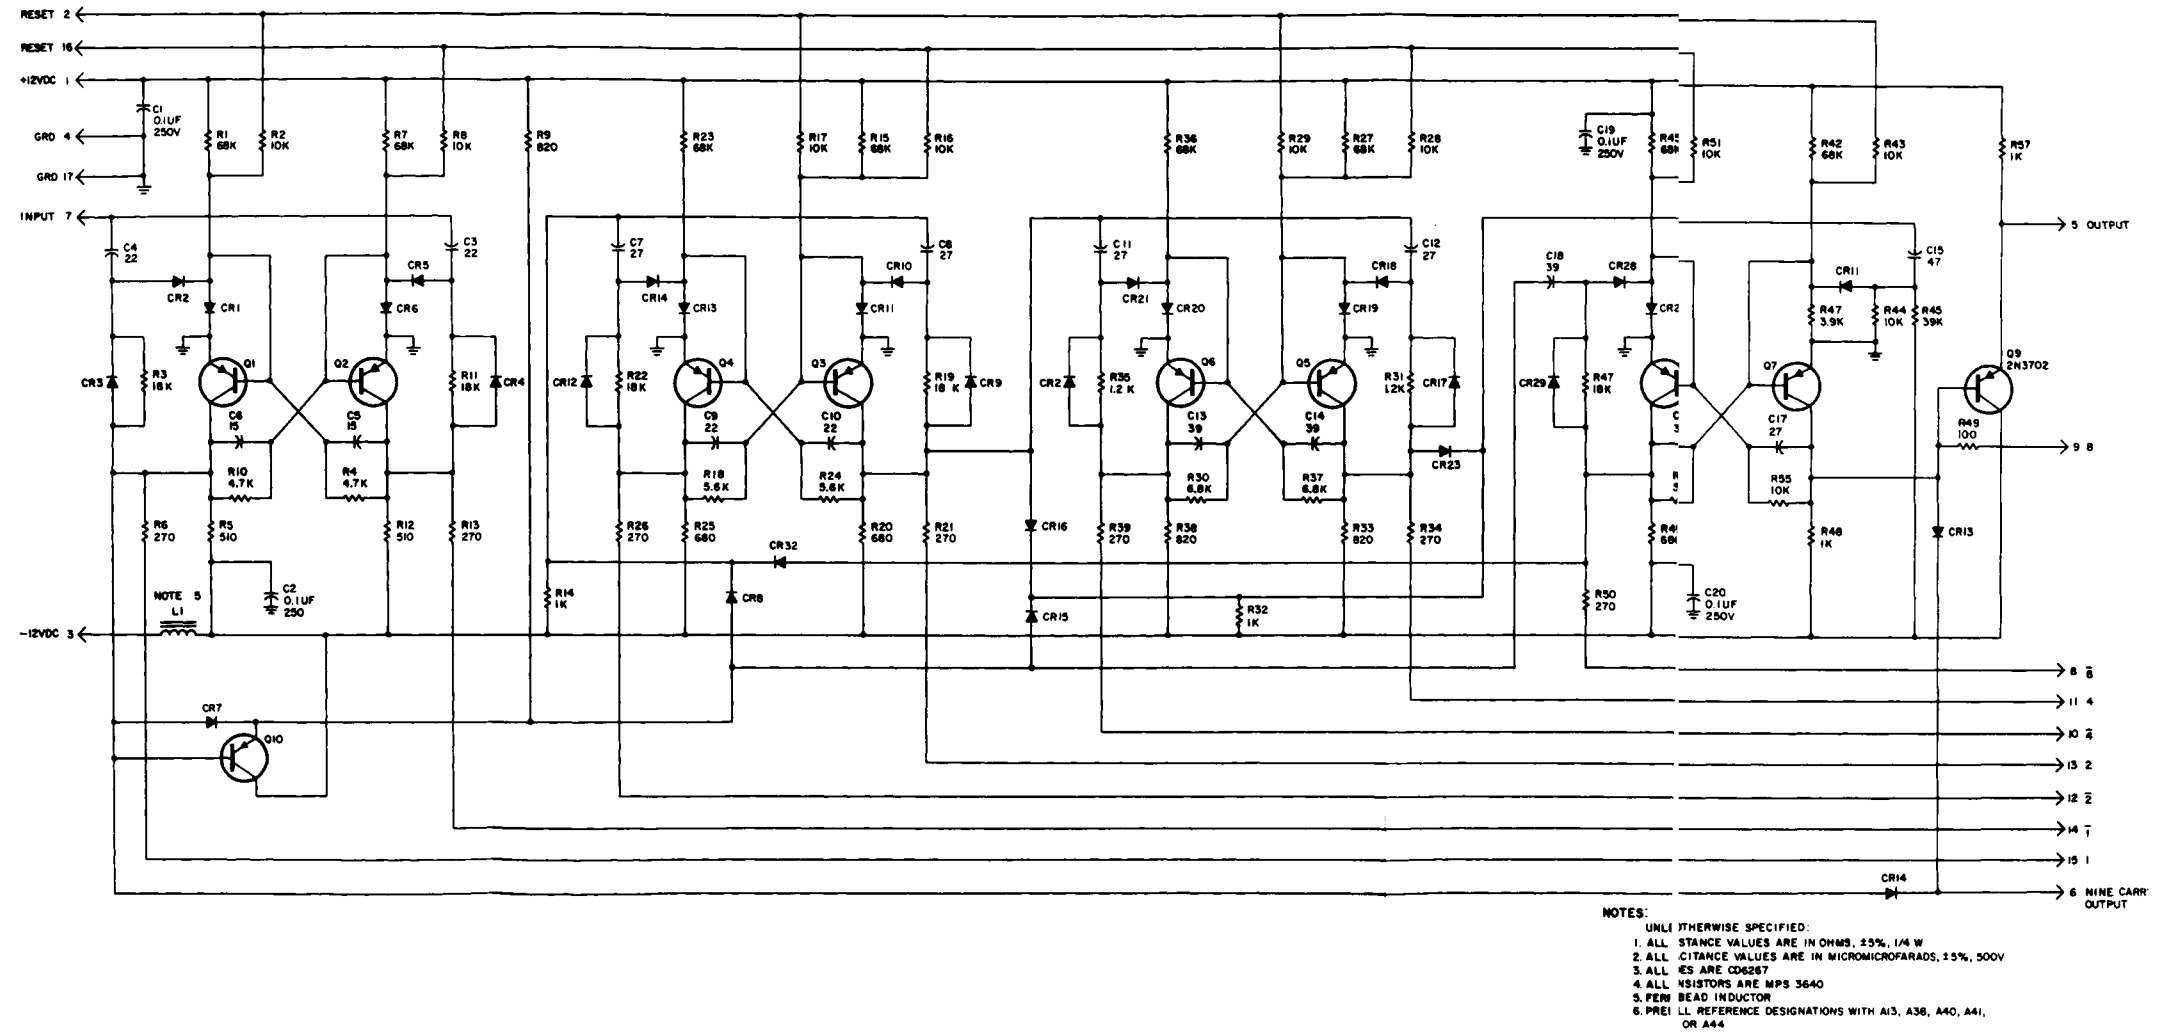 RESET 2
RESET 16
+12VDC 1
C1
0.1UF
250V
GRD 4
GRD 17
R1
68K
R2
10K
R7
68K
R8
10K
R9
820
R23
68K
R17
10K
R15
68K
R16
10K
R36
68K
R29
10K
R27
68K
R28
10K
C19
0.1UF
250V
R51
10K
R42
68K
R43
10K
R57
1K
INPUT 7
5 OUTPUT
C4
22
C3
22
C7
27
C8
27
C11
27
C12
27
C18
39
C15
47
CR2
CR5
CR14
CR10
CR21
CR18
CR28
CR11
CR1
CR6
CR13
CR11
CR20
CR19
CR2
R47
3.9K
R44
10K
R45
39K
Q1
Q2
Q4
Q3
Q6
Q5
Q7
Q9
2N3702
CR3
R3
18K
R11
18K
CR4
CR12
R22
18K
R19
18 K
CR9
CR2
R35
1.2 K
R31
1.2K
CR17
CR29
R47
18K
C6
15
C5
15
C9
22
C10
22
C13
39
C14
39
C17
27
R49
100
9 8
R10
4.7K
R4
4.7K
R18
5.6K
R24
5.6K
R30
6.8K
R37
6.8K
CR23
R55
10K
R6
270
R5
510
R12
510
R13
270
R26
270
R25
680
R20
680
R21
270
CR16
R39
270
R38
820
R33
820
R34
270
R48
1K
CR13
CR32
NOTE 5
L1
C2
0.1UF
250
R14
1K
CR8
CR15
R32
1K
R50
270
C20
0.1UF
250V
-12VDC 3
8 8
11 4
10 4
13 2
12 2
14 1
15 1
CR7
Q10
CR14
6 NINE CARR
OUTPUT
NOTES:
UNLE OTHERWISE SPECIFIED:
1. ALL STANCE VALUES ARE IN OHMS, ±5%, 1/4 W
2. ALL CITANCE VALUES ARE IN MICROMICROFARADS, ±5%, 500V
3. ALL ES ARE CD6267
4. ALL NSISTORS ARE MPS 3640
5. FERR BEAD INDUCTOR
6. PREI LL REFERENCE DESIGNATIONS WITH A13, A38, A40, A41,
OR A44